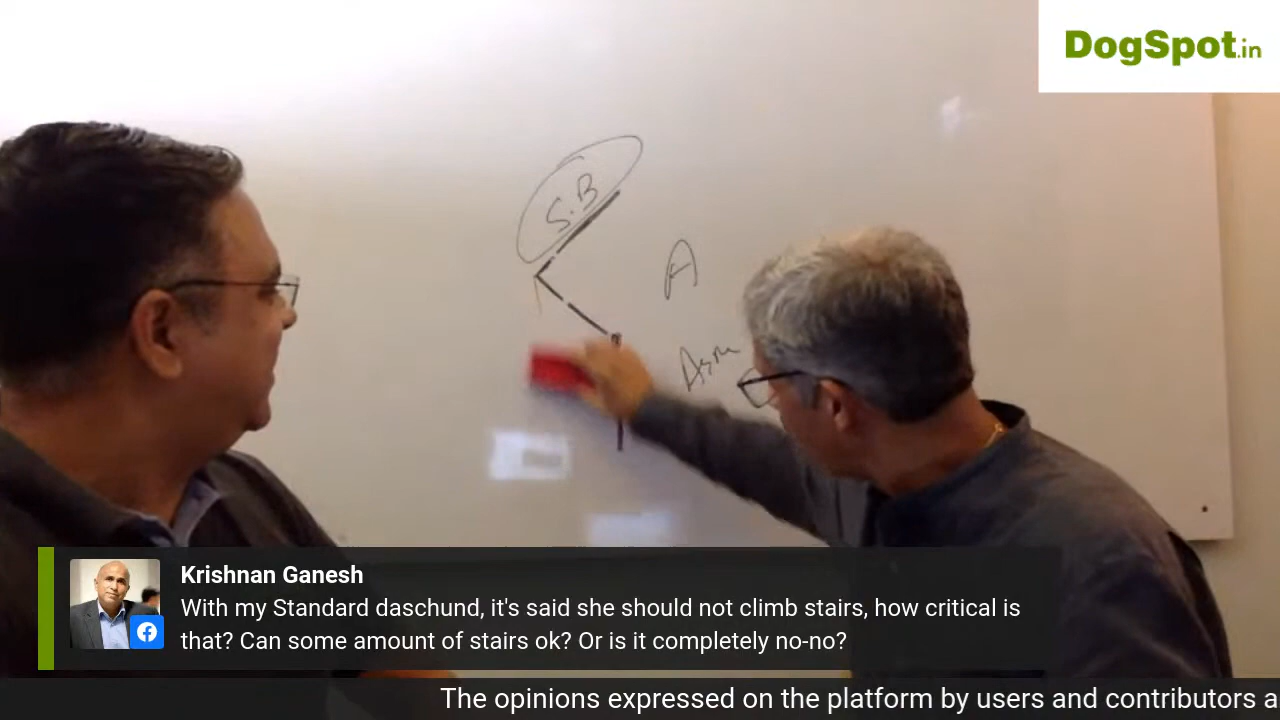 DogSpot.in
S.B
A
Krishnan Ganesh
With my Standard daschund, it's said she should not climb stairs, how critical is
that? Can some amount of stairs ok? Or is it completely no-no?
The opinions expressed on the platform by users and contributors a